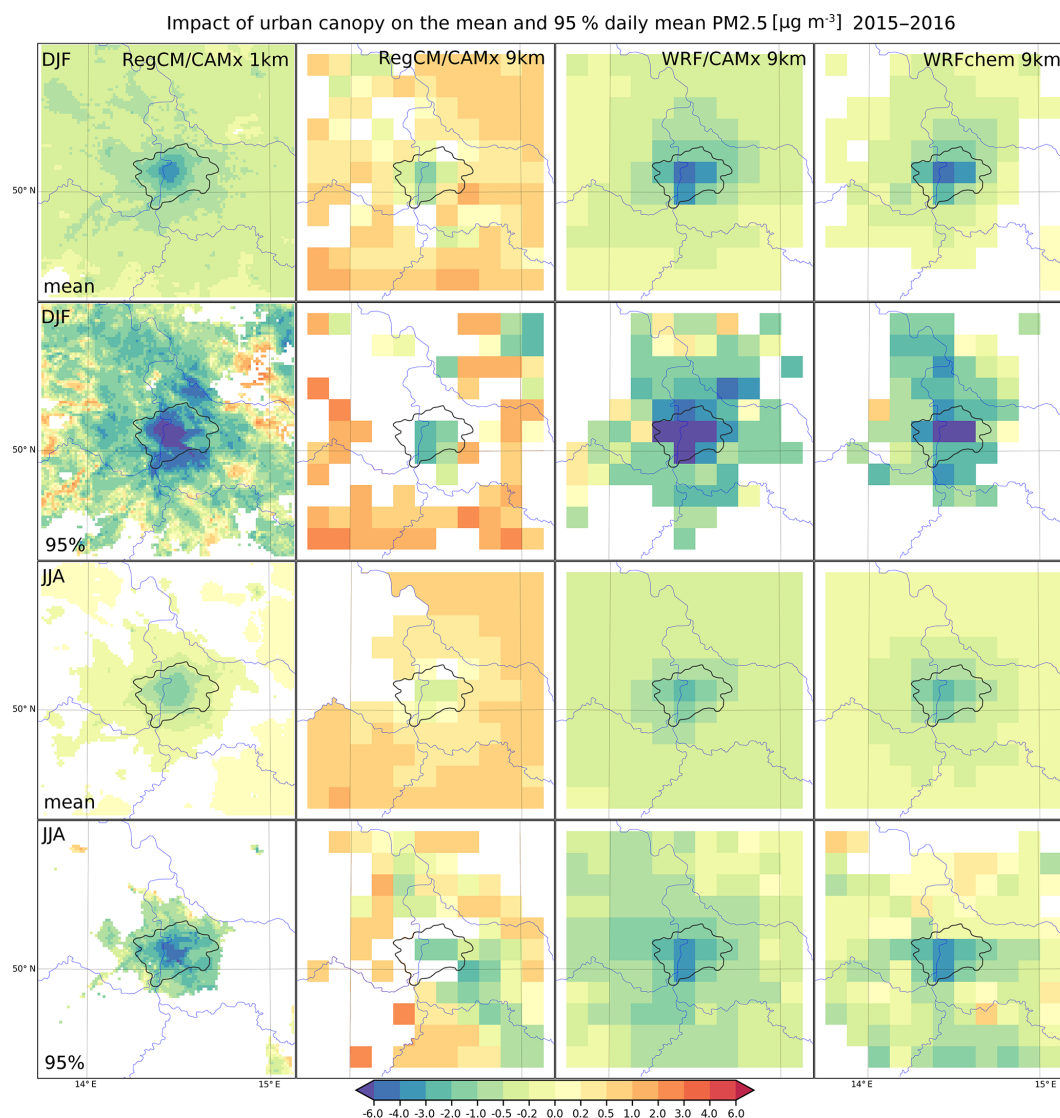 Impact of urban canopy on the mean and 95 % daily mean PM2.5 [µg m-3] 2015–2016
DJF RegCM/CAMx 1km RegCM/CAMx 9km WRF/CAMx 9km WRFchem 9km
50° N
mean
DJF
50° N
95%
JJA
50° N
mean
JJA
50° N
95%
14° E 15° E 14° E 15° E
-6.0 -4.0 -3.0 -2.0 -1.0 -0.5 -0.2 0.0 0.2 0.5 1.0 2.0 3.0 4.0 6.0